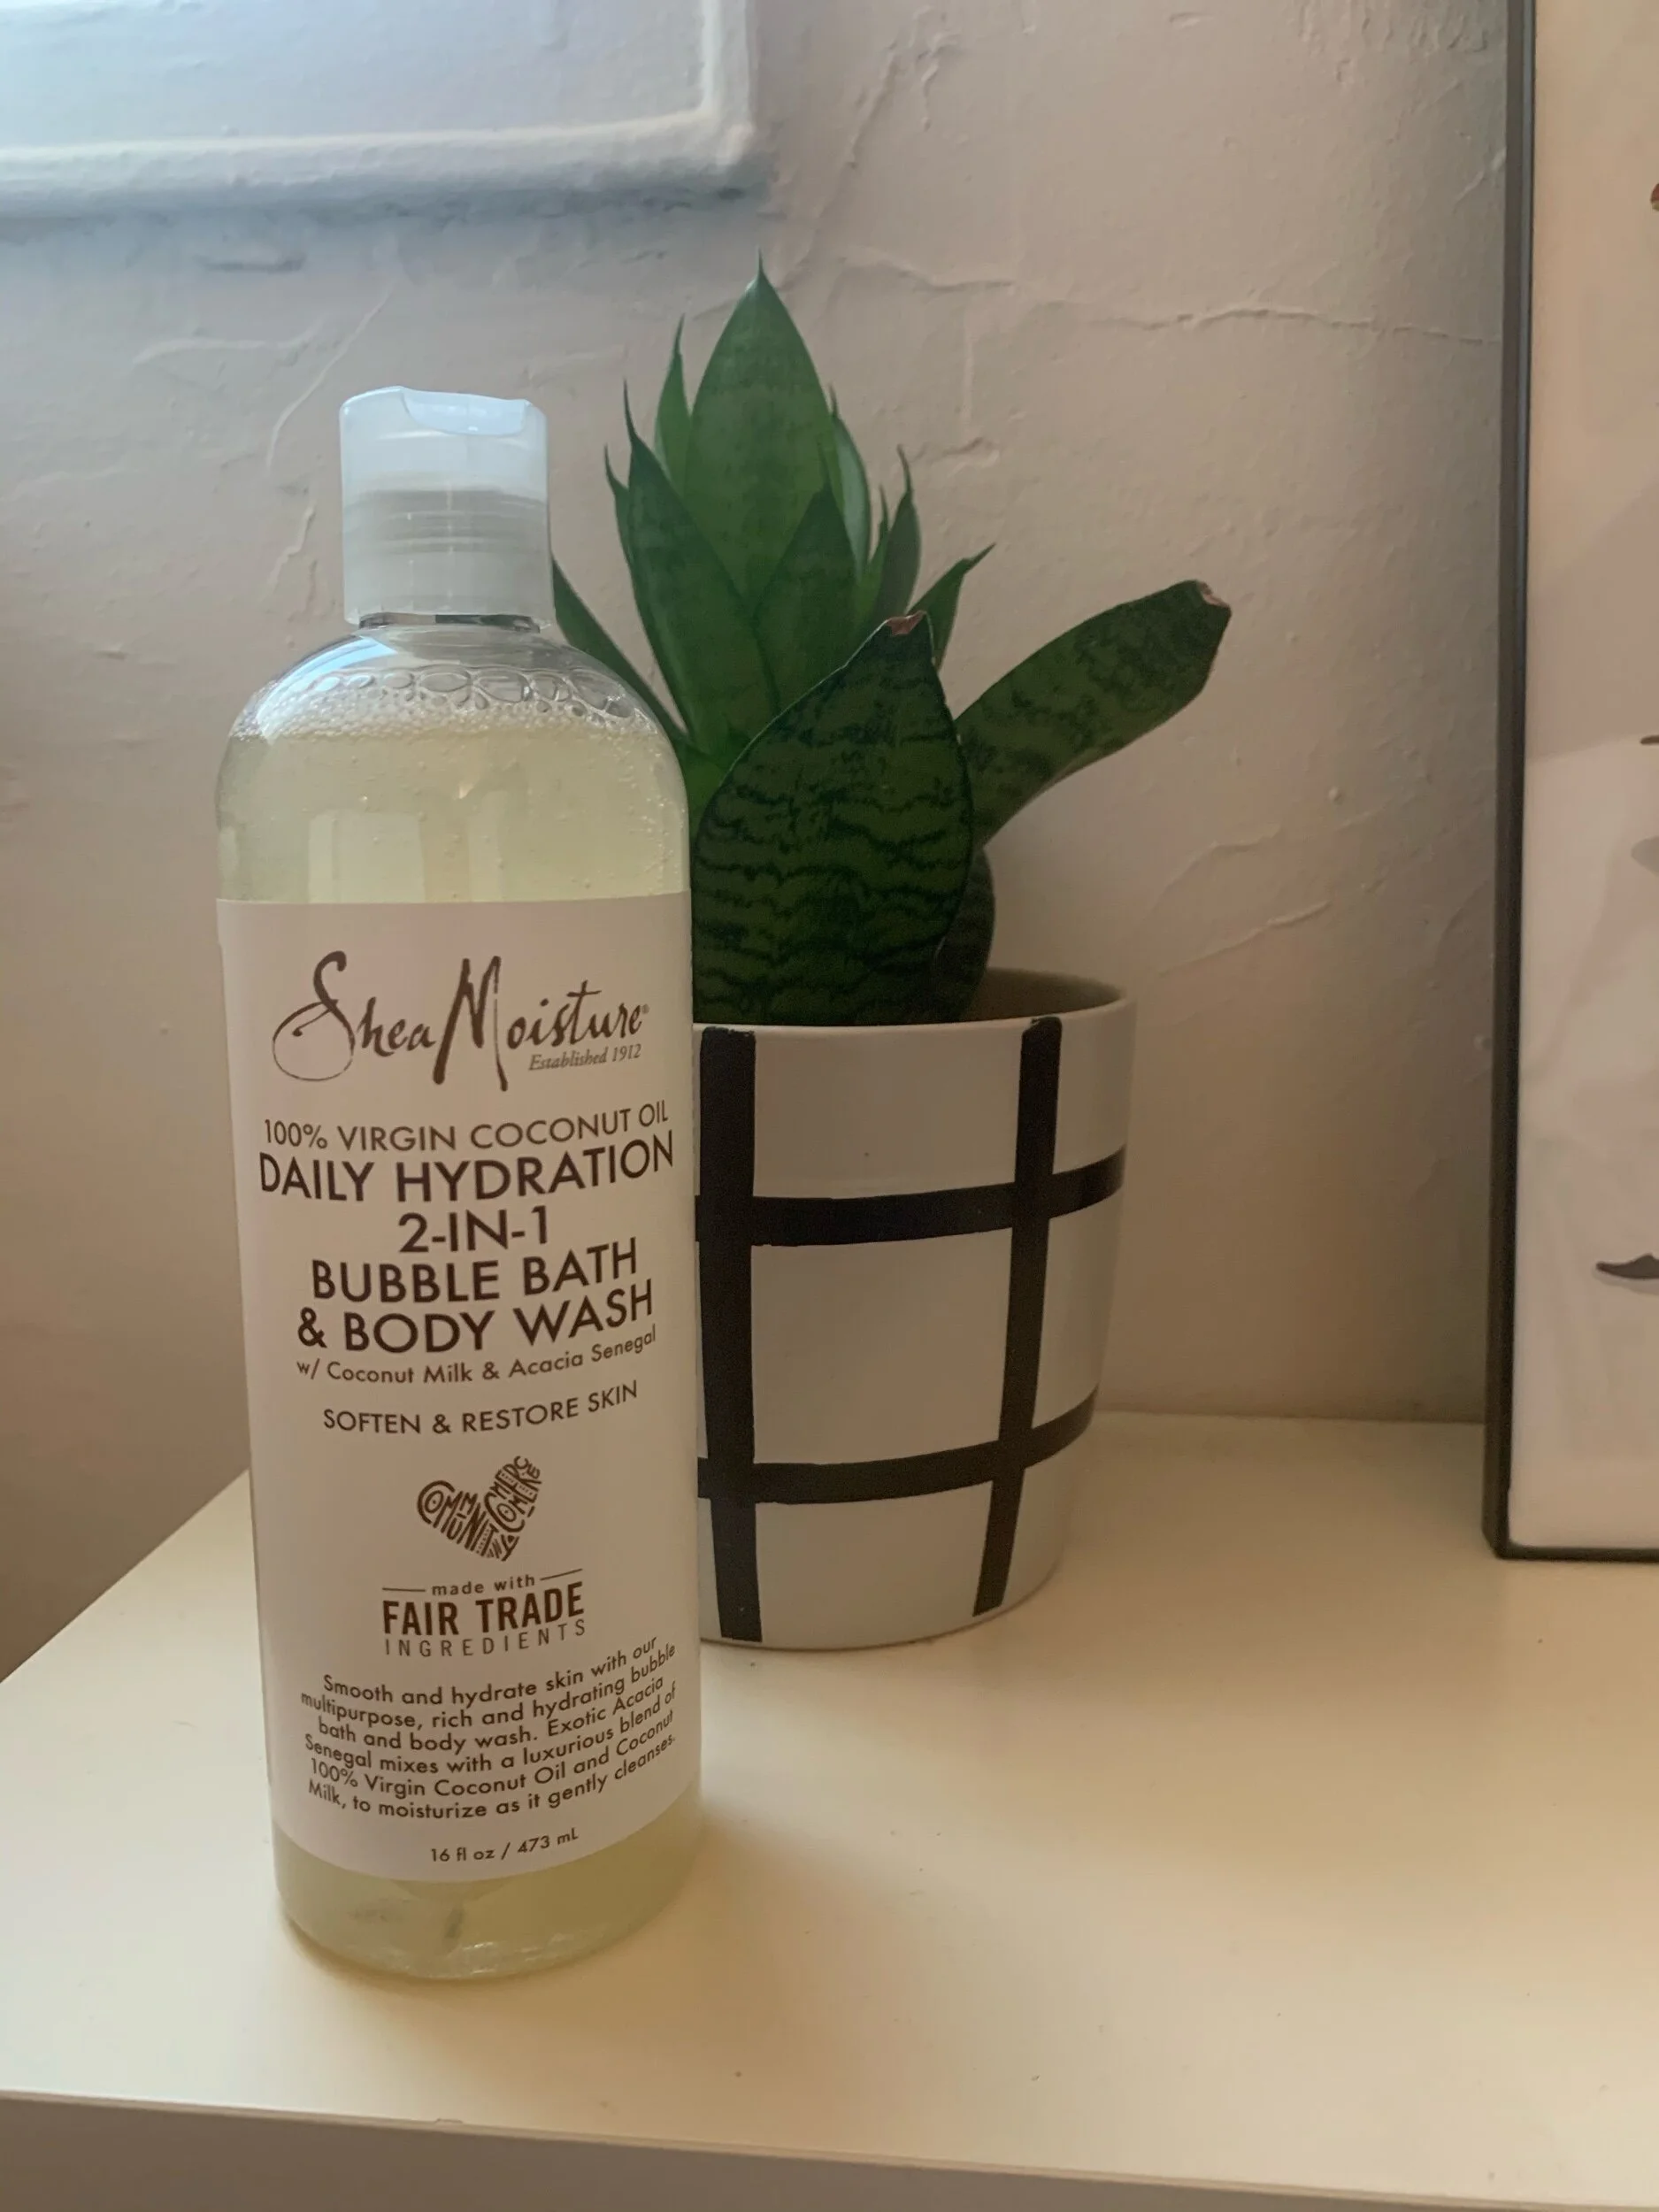 SheaMoisture®
Established 1912
100% VIRGIN COCONUT OIL
DAILY HYDRATION
2-IN-1
BUBBLE BATH
& BODY WASH
w/ Coconut Milk & Acacia Senegal
SOFTEN & RESTORE SKIN
COMMUNITY COMMERCE
made with
FAIR TRADE
INGREDIENTS
Smooth and hydrate skin with our
multipurpose, rich and hydrating bubble
bath and body wash. Exotic Acacia
Senegal mixes with a luxurious blend of
100% Virgin Coconut Oil and Coconut
Milk, to moisturize as it gently cleanses.
16 fl oz / 473 mL